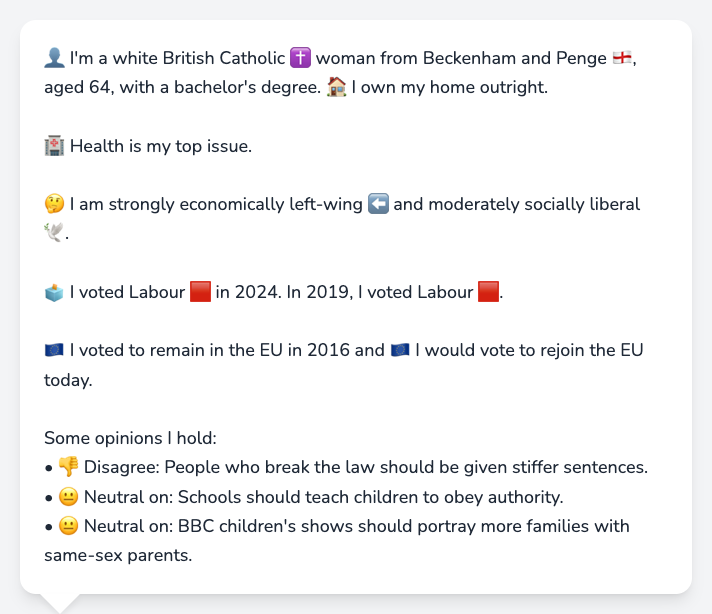 👤 I'm a white British Catholic ✝️ woman from Beckenham and Penge 🏴󠁧󠁢󠁥󠁮󠁧󠁿,
aged 64, with a bachelor's degree. 🏠 I own my home outright.
🏥 Health is my top issue.
🤔 I am strongly economically left-wing ⬅️ and moderately socially liberal
🕊️.
🗳️ I voted Labour 🟥 in 2024. In 2019, I voted Labour 🟥.
🇪🇺 I voted to remain in the EU in 2016 and 🇪🇺 I would vote to rejoin the EU
today.
Some opinions I hold:
• 👎 Disagree: People who break the law should be given stiffer sentences.
• 😐 Neutral on: Schools should teach children to obey authority.
• 😐 Neutral on: BBC children's shows should portray more families with
same-sex parents.